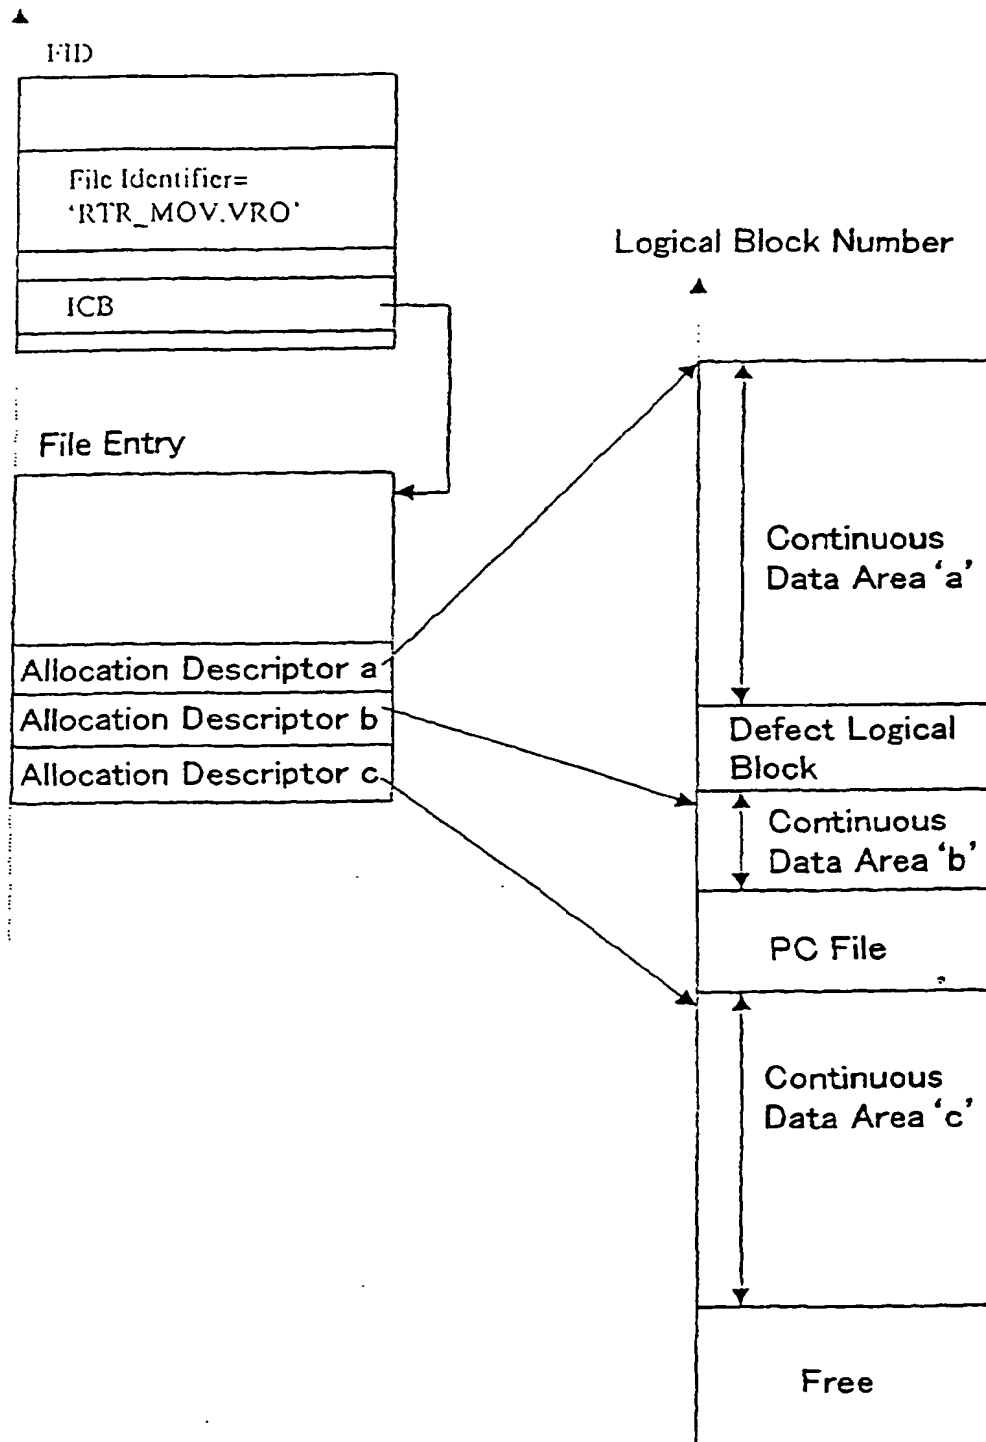 FID
File Identifier=
‘RTR_MOV.VRO’
ICB
File Entry
Allocation Descriptor a
Allocation Descriptor b
Allocation Descriptor c
Logical Block Number
Continuous
Data Area ‘a’
Defect Logical
Block
Continuous
Data Area ‘b’
PC File
Continuous
Data Area ‘c’
Free